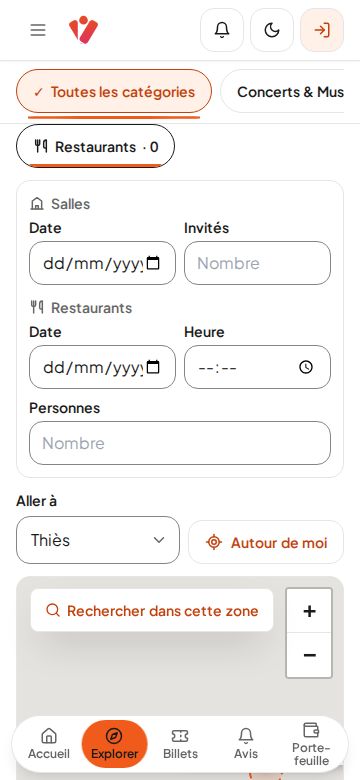 ✓ Toutes les catégories
Concerts & Mus
Restaurants · 0
Salles
Date
Invités
dd/mm/yyyy
Nombre
Restaurants
Date
Heure
dd/mm/yyyy
--:--
Personnes
Nombre
Aller à
Thiès
Autour de moi
Rechercher dans cette zone
+
−
Accueil
Explorer
Billets
Avis
Porte-
feuille